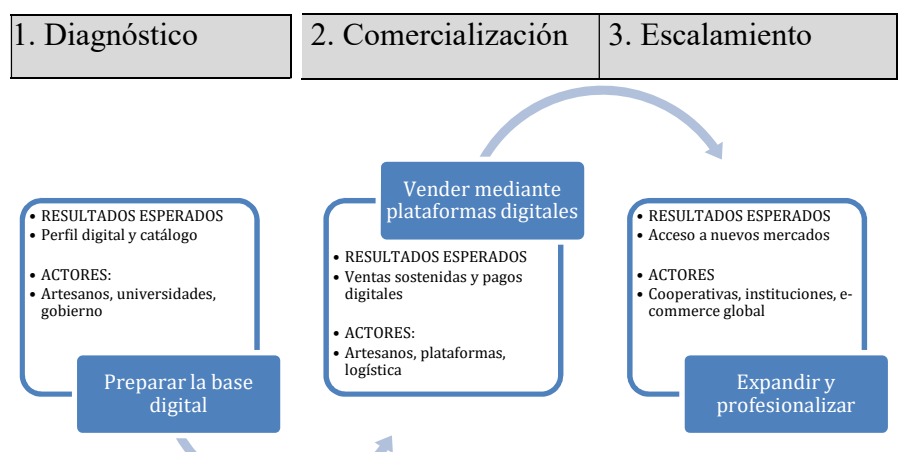 1. Diagnóstico
2. Comercialización
3. Escalamiento
• RESULTADOS ESPERADOS
• Perfil digital y catálogo
• ACTORES:
• Artesanos, universidades,
gobierno
Preparar la base
digital
Vender mediante
plataformas digitales
• RESULTADOS ESPERADOS
• Ventas sostenidas y pagos
digitales
• ACTORES:
• Artesanos, plataformas,
logística
• RESULTADOS ESPERADOS
• Acceso a nuevos mercados
• ACTORES
• Cooperativas, instituciones, e-
commerce global
Expandir y
profesionalizar